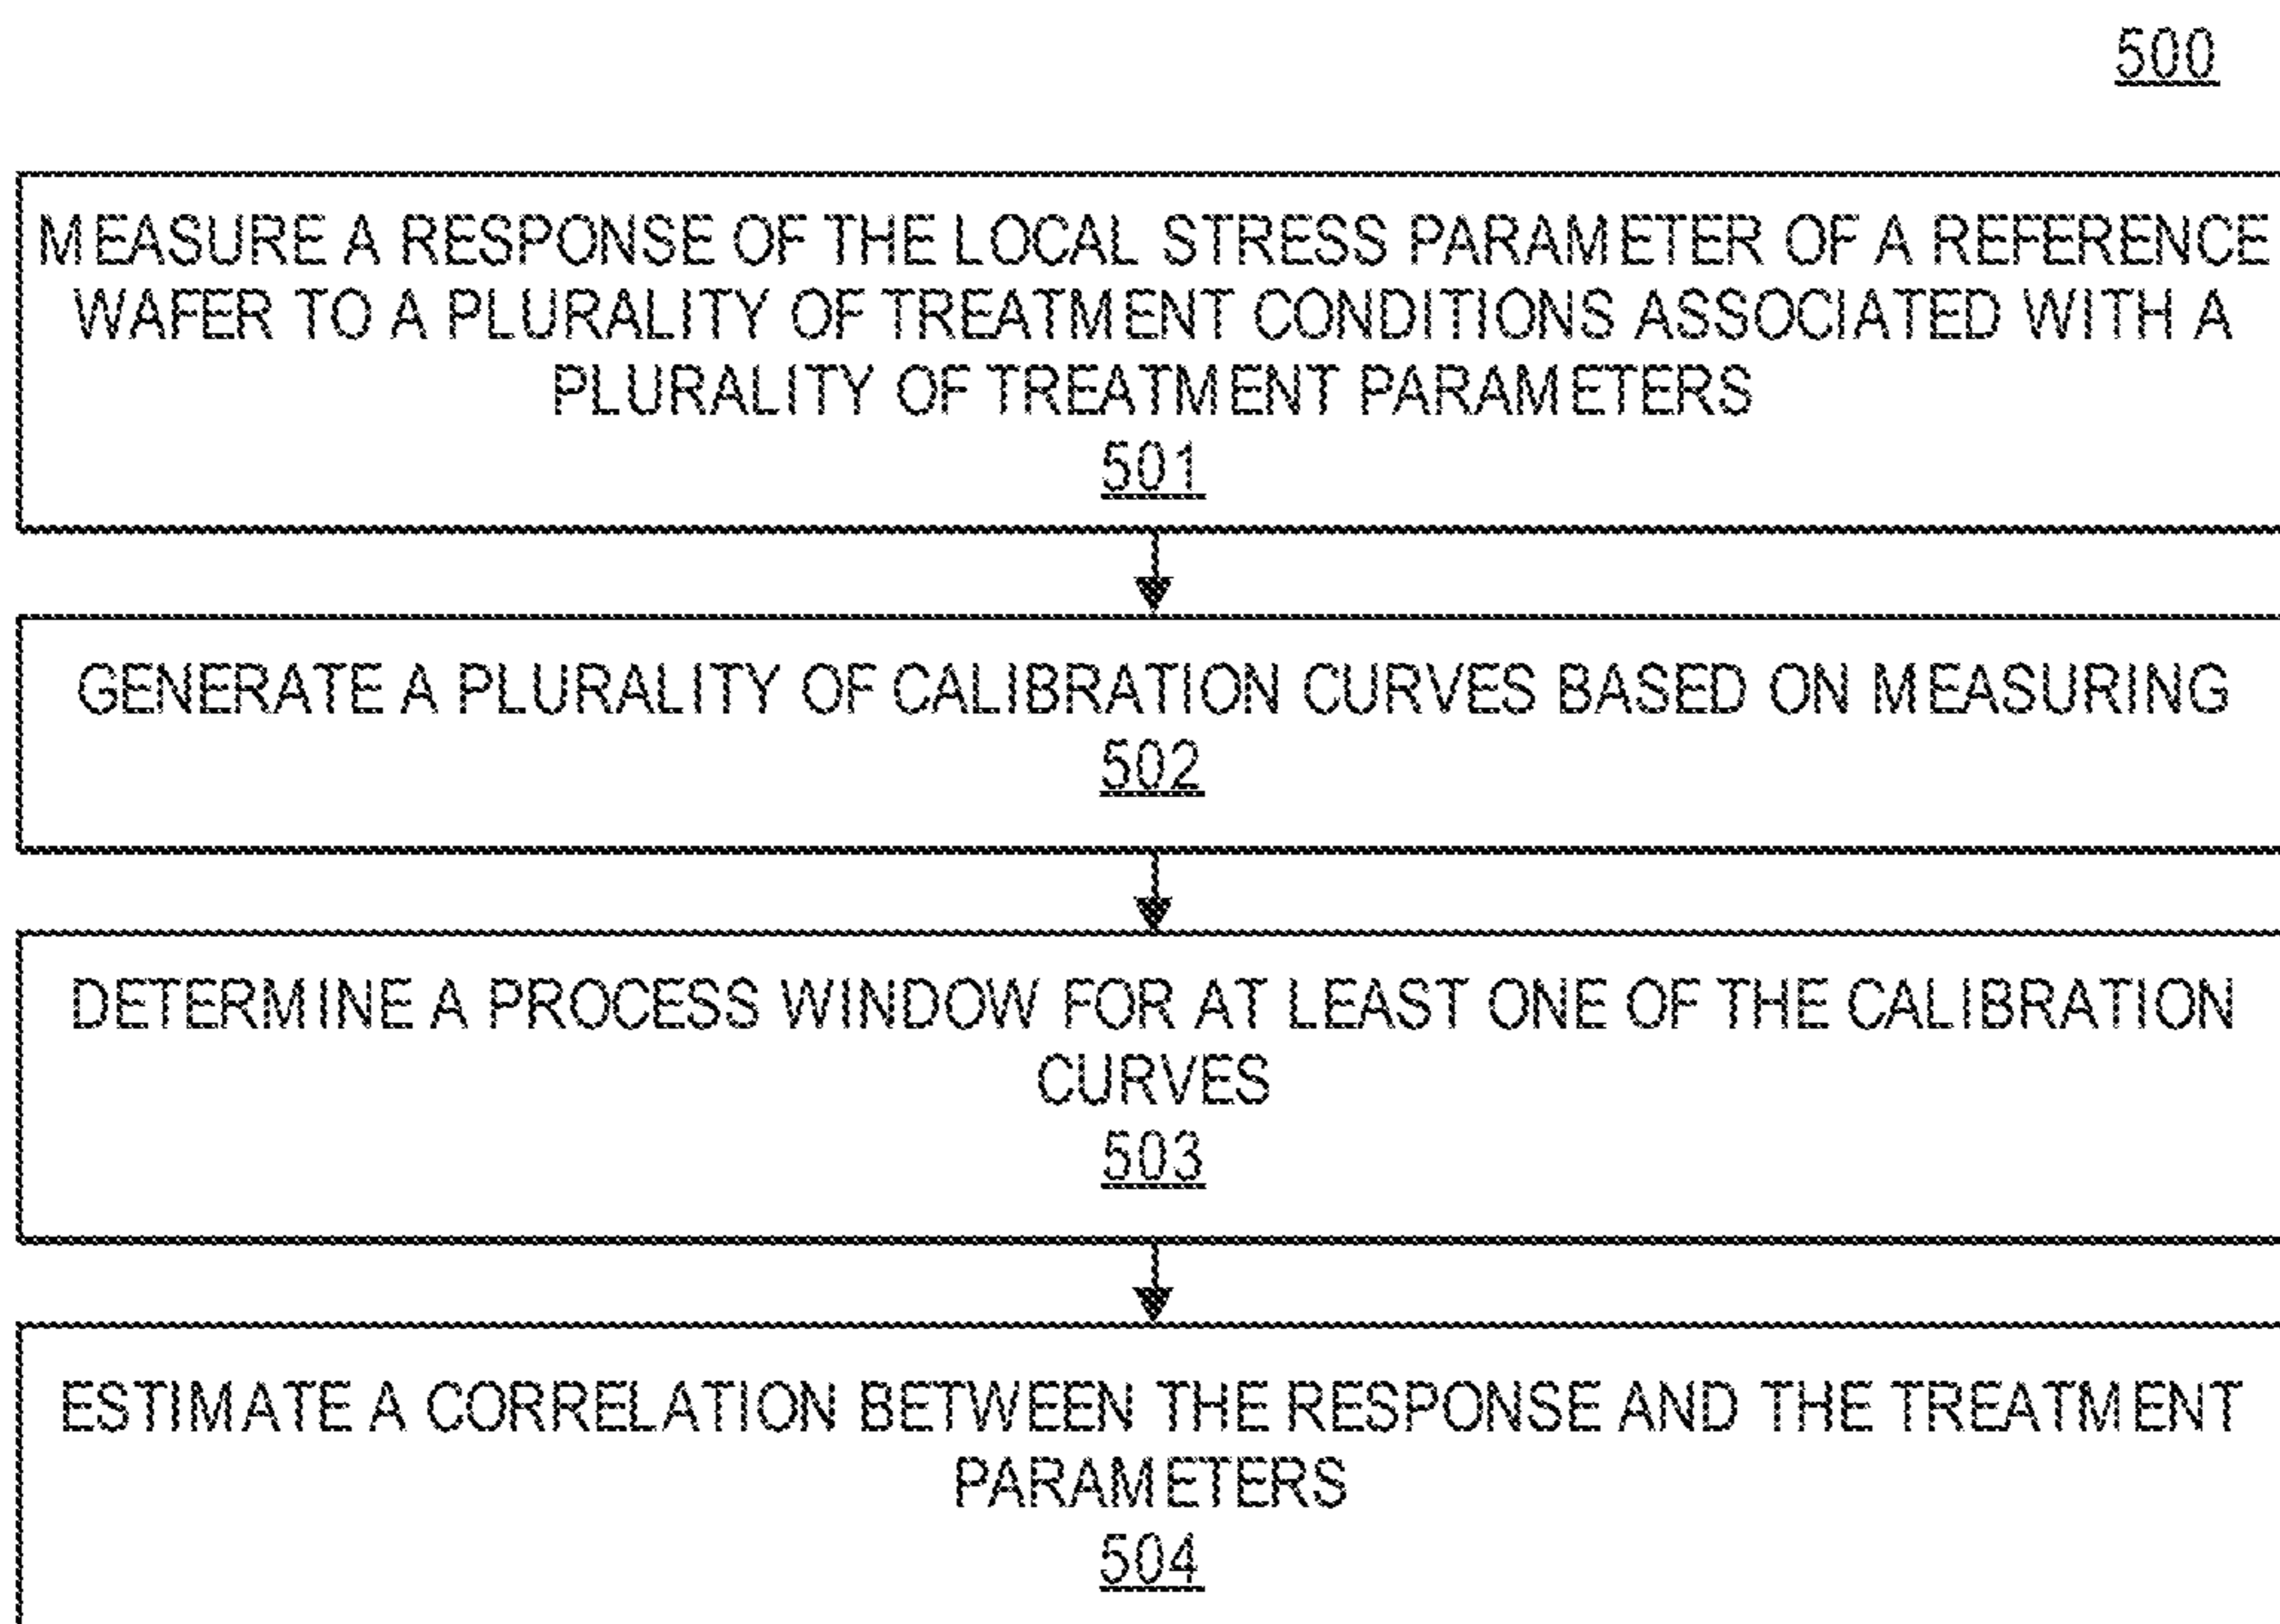 500
MEASURE A RESPONSE OF THE LOCAL STRESS PARAMETER OF A REFERENCE
WAFER TO A PLURALITY OF TREATMENT CONDITIONS ASSOCIATED WITH A
PLURALITY OF TREATMENT PARAMETERS
501
GENERATE A PLURALITY OF CALIBRATION CURVES BASED ON MEASURING
502
DETERMINE A PROCESS WINDOW FOR AT LEAST ONE OF THE CALIBRATION
CURVES
503
ESTIMATE A CORRELATION BETWEEN THE RESPONSE AND THE TREATMENT
PARAMETERS
504